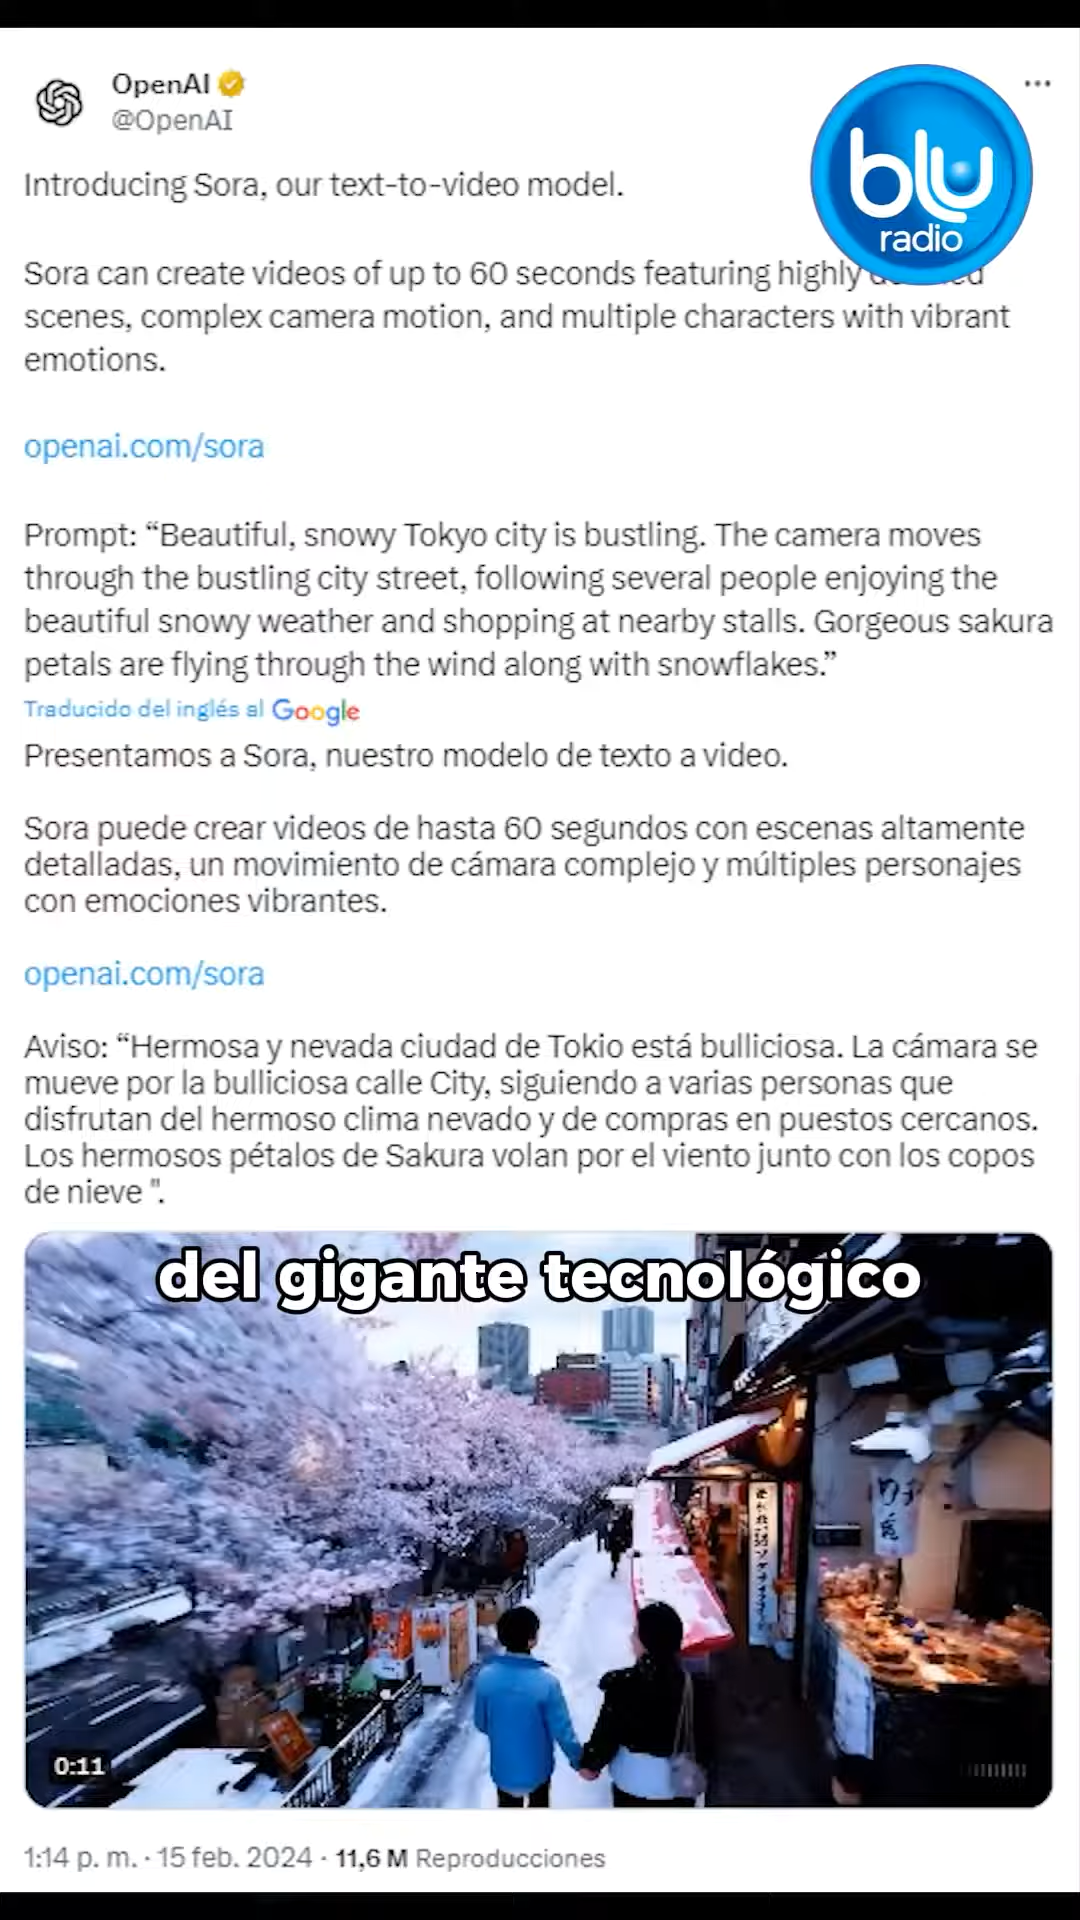 OpenAI
@OpenAI
blu
radio
Introducing Sora, our text-to-video model.
Sora can create videos of up to 60 seconds featuring highly
scenes, complex camera motion, and multiple characters with vibrant
emotions.
openai.com/sora
Prompt: “Beautiful, snowy Tokyo city is bustling. The camera moves
through the bustling city street, following several people enjoying the
beautiful snowy weather and shopping at nearby stalls. Gorgeous sakura
petals are flying through the wind along with snowflakes.”
Traducido del inglés al Google
Presentamos a Sora, nuestro modelo de texto a video.
Sora puede crear videos de hasta 60 segundos con escenas altamente
detalladas, un movimiento de cámara complejo y múltiples personajes
con emociones vibrantes.
openai.com/sora
Aviso: “Hermosa y nevada ciudad de Tokio está bulliciosa. La cámara se
mueve por la bulliciosa calle City, siguiendo a varias personas que
disfrutan del hermoso clima nevado y de compras en puestos cercanos.
Los hermosos pétalos de Sakura volan por el viento junto con los copos
de nieve ".
del gigante tecnológico
0:11
1:14 p. m. · 15 feb. 2024 · 11,6 M Reproducciones